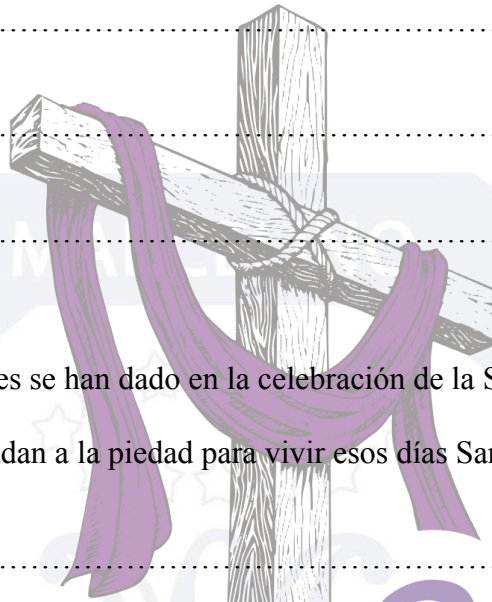 es se han dado en la celebración de la S
dan a la piedad para vivir esos días San